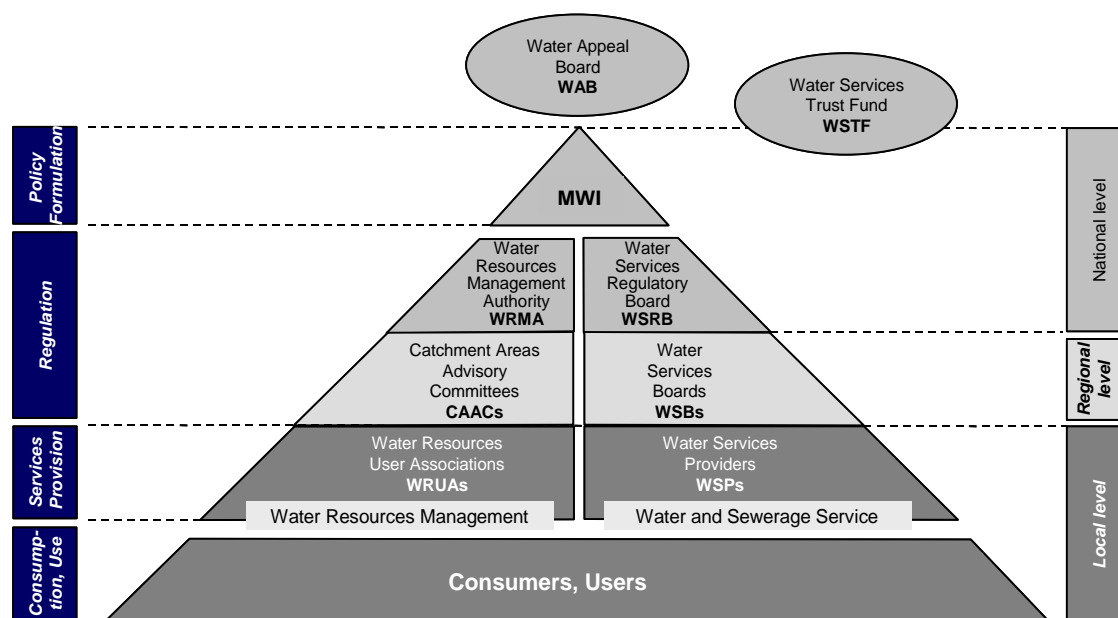 Water Appeal
Board
WAB
Water Services
Trust Fund
WSTF
Policy
Formulation
MWI
National level
Regulation
Water
Resources
Management
Authority
WRMA
Water
Services
Regulatory
Board
WSRB
Catchment Areas
Advisory
Committees
CAACs
Water
Services
Boards
WSBs
Regional
level
Services
Provision
Water Resources
User Associations
WRUAs
Water Services
Providers
WSPs
Water Resources Management
Water and Sewerage Service
Local level
Consump-
tion, Use
Consumers, Users